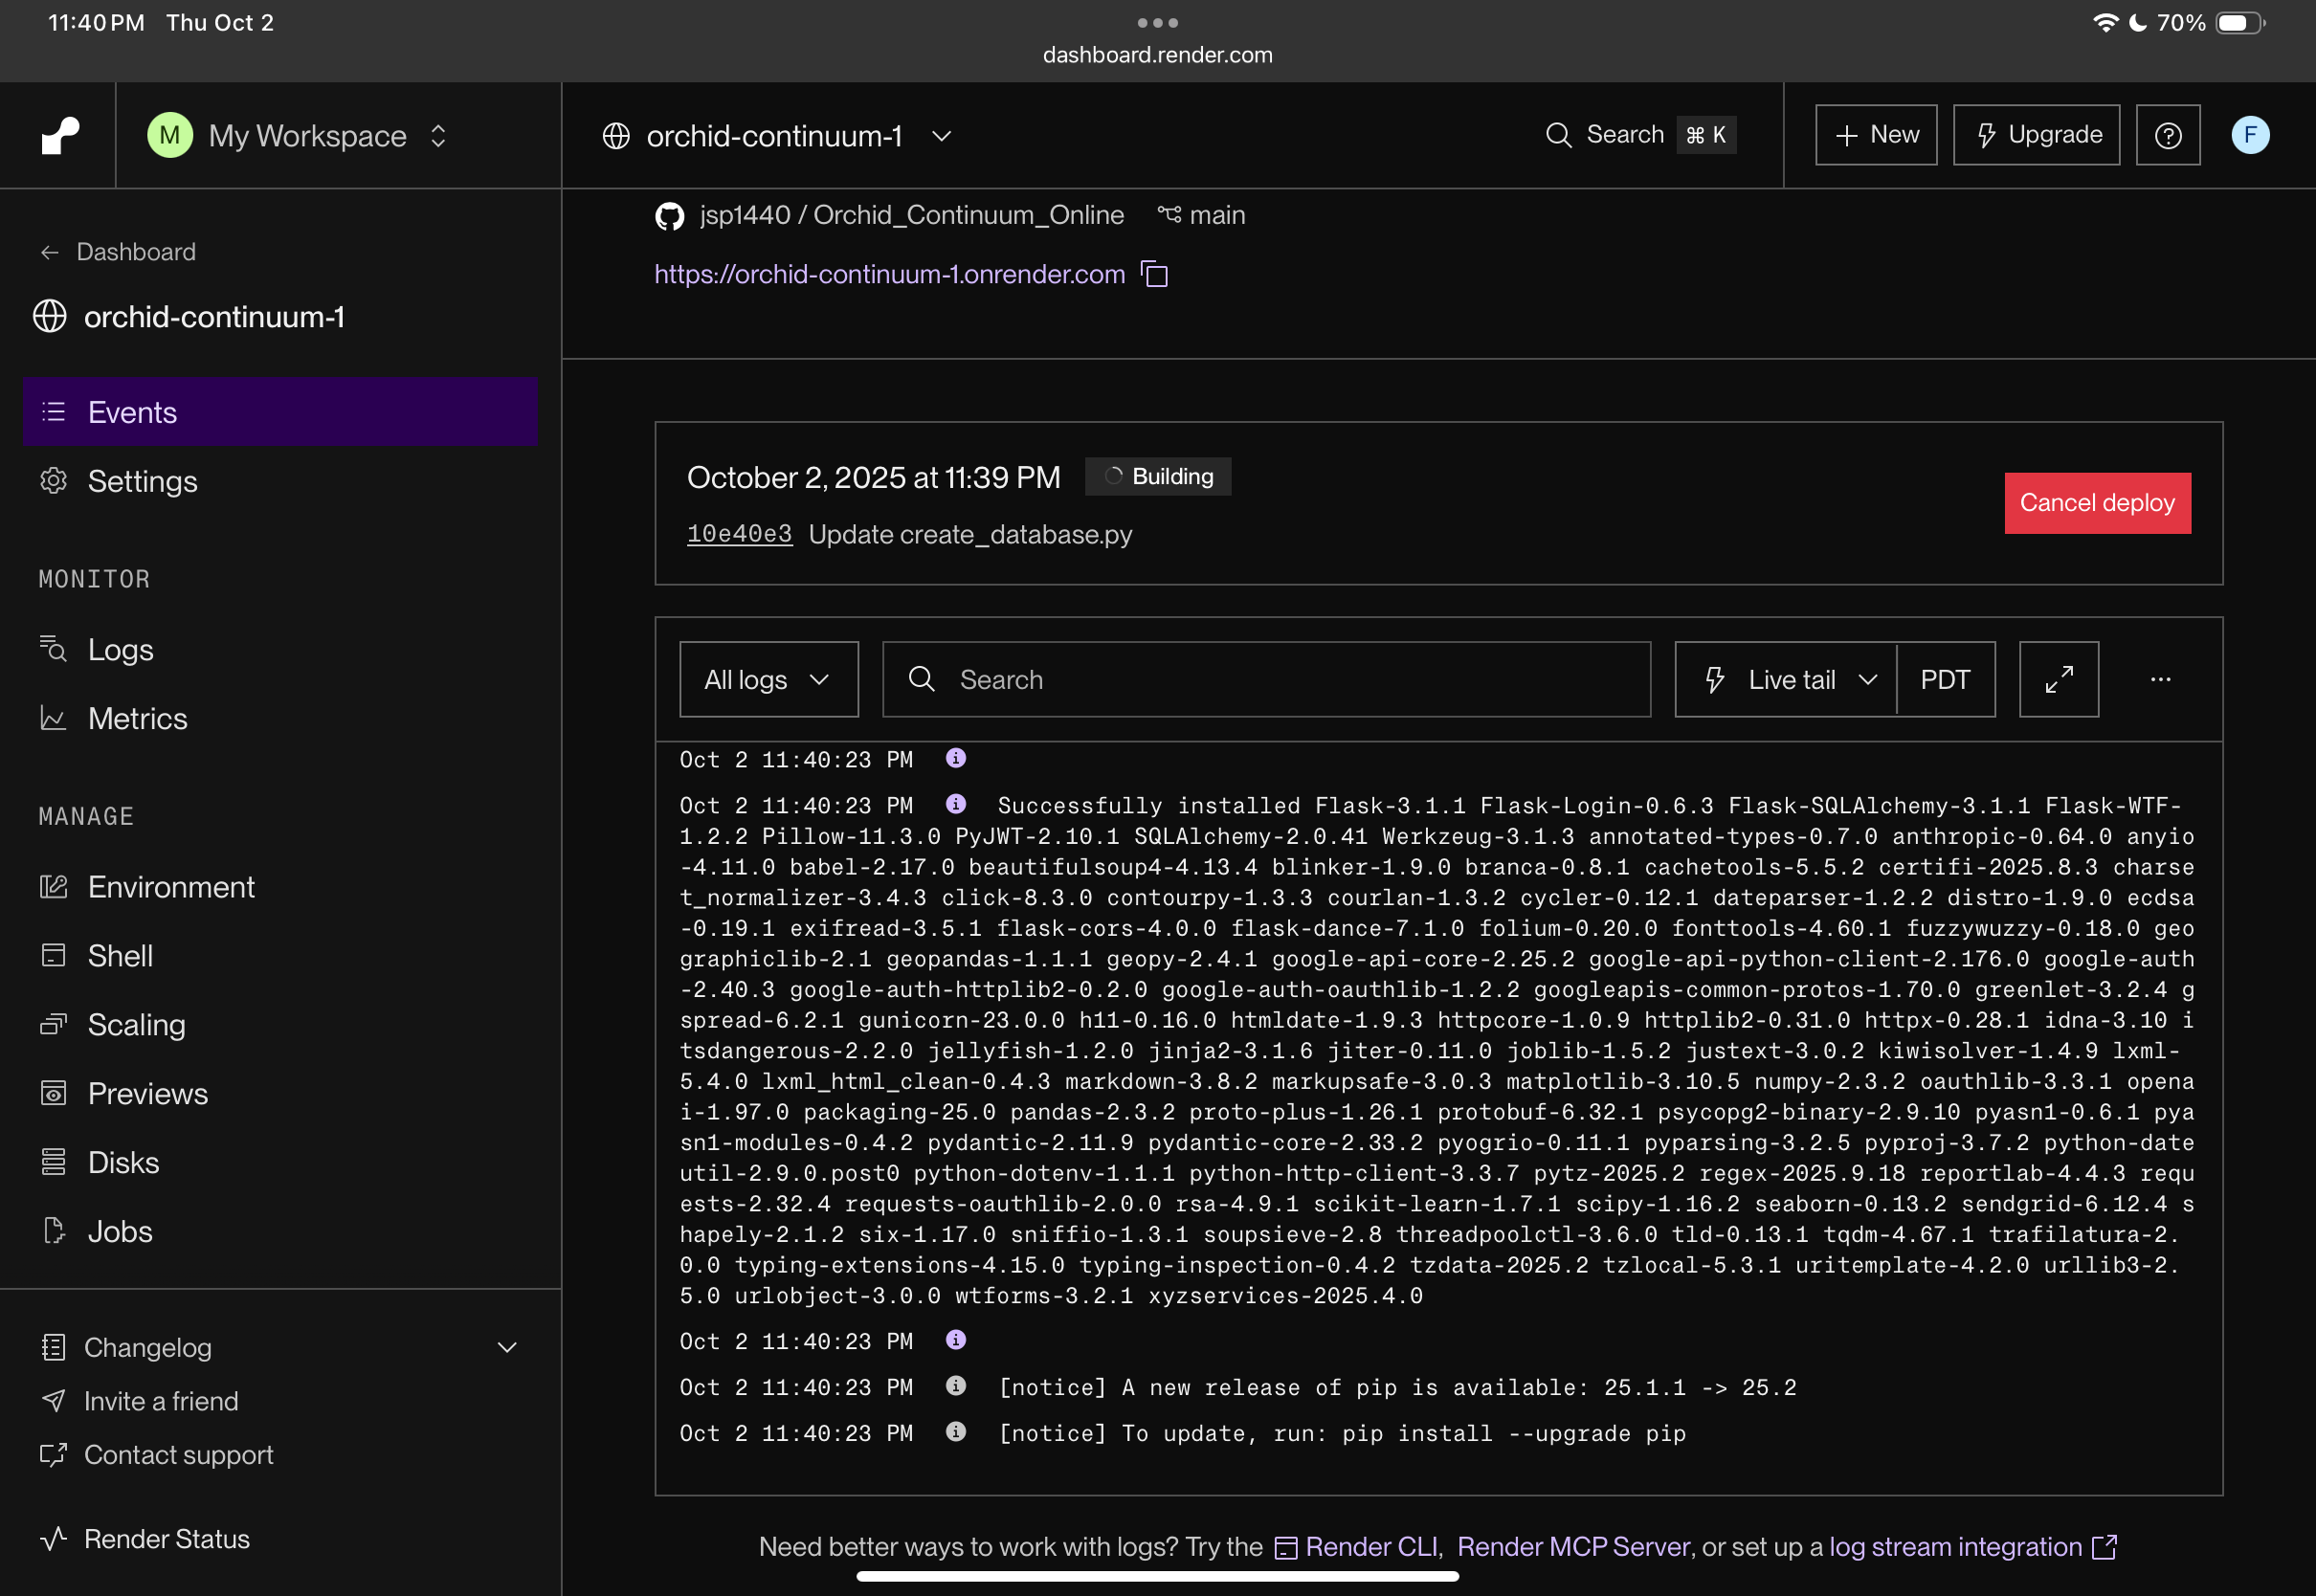 11:40 PM Thu Oct 2
70%
dashboard.render.com
M My Workspace
orchid-continuum-1
Search ⌘ K
+ New
Upgrade
F
← Dashboard
orchid-continuum-1
Events
Settings
MONITOR
Logs
Metrics
MANAGE
Environment
Shell
Scaling
Previews
Disks
Jobs
Changelog
Invite a friend
Contact support
Render Status
jsp1440 / Orchid_Continuum_Online main
https://orchid-continuum-1.onrender.com
October 2, 2025 at 11:39 PM Building
10e40e3 Update create_database.py
Cancel deploy
All logs
Search
Live tail
PDT
Oct 2 11:40:23 PM
Oct 2 11:40:23 PM Successfully installed Flask-3.1.1 Flask-Login-0.6.3 Flask-SQLAlchemy-3.1.1 Flask-WTF-
1.2.2 Pillow-11.3.0 PyJWT-2.10.1 SQLAlchemy-2.0.41 Werkzeug-3.1.3 annotated-types-0.7.0 anthropic-0.64.0 anyio
-4.11.0 babel-2.17.0 beautifulsoup4-4.13.4 blinker-1.9.0 branca-0.8.1 cachetools-5.5.2 certifi-2025.8.3 charse
t_normalizer-3.4.3 click-8.3.0 contourpy-1.3.3 courlan-1.3.2 cycler-0.12.1 dateparser-1.2.2 distro-1.9.0 ecdsa
-0.19.1 exifread-3.5.1 flask-cors-4.0.0 flask-dance-7.1.0 folium-0.20.0 fonttools-4.60.1 fuzzywuzzy-0.18.0 geo
graphiclib-2.1 geopandas-1.1.1 geopy-2.4.1 google-api-core-2.25.2 google-api-python-client-2.176.0 google-auth
-2.40.3 google-auth-httplib2-0.2.0 google-auth-oauthlib-1.2.2 googleapis-common-protos-1.70.0 greenlet-3.2.4 g
spread-6.2.1 gunicorn-23.0.0 h11-0.16.0 htmldate-1.9.3 httpcore-1.0.9 httplib2-0.31.0 httpx-0.28.1 idna-3.10 i
tsdangerous-2.2.0 jellyfish-1.2.0 jinja2-3.1.6 jiter-0.11.0 joblib-1.5.2 justext-3.0.2 kiwisolver-1.4.9 lxml-
5.4.0 lxml_html_clean-0.4.3 markdown-3.8.2 markupsafe-3.0.3 matplotlib-3.10.5 numpy-2.3.2 oauthlib-3.3.1 opena
i-1.97.0 packaging-25.0 pandas-2.3.2 proto-plus-1.26.1 protobuf-6.32.1 psycopg2-binary-2.9.10 pyasn1-0.6.1 pya
sn1-modules-0.4.2 pydantic-2.11.9 pydantic-core-2.33.2 pyogrio-0.11.1 pyparsing-3.2.5 pyproj-3.7.2 python-date
util-2.9.0.post0 python-dotenv-1.1.1 python-http-client-3.3.7 pytz-2025.2 regex-2025.9.18 reportlab-4.4.3 requ
ests-2.32.4 requests-oauthlib-2.0.0 rsa-4.9.1 scikit-learn-1.7.1 scipy-1.16.2 seaborn-0.13.2 sendgrid-6.12.4 s
hapely-2.1.2 six-1.17.0 sniffio-1.3.1 soupsieve-2.8 threadpoolctl-3.6.0 tld-0.13.1 tqdm-4.67.1 trafilatura-2.
0.0 typing-extensions-4.15.0 typing-inspection-0.4.2 tzdata-2025.2 tzlocal-5.3.1 uritemplate-4.2.0 urllib3-2.
5.0 urlobject-3.0.0 wtforms-3.2.1 xyzservices-2025.4.0
Oct 2 11:40:23 PM
Oct 2 11:40:23 PM [notice] A new release of pip is available: 25.1.1 -> 25.2
Oct 2 11:40:23 PM [notice] To update, run: pip install --upgrade pip
Need better ways to work with logs? Try the Render CLI, Render MCP Server, or set up a log stream integration